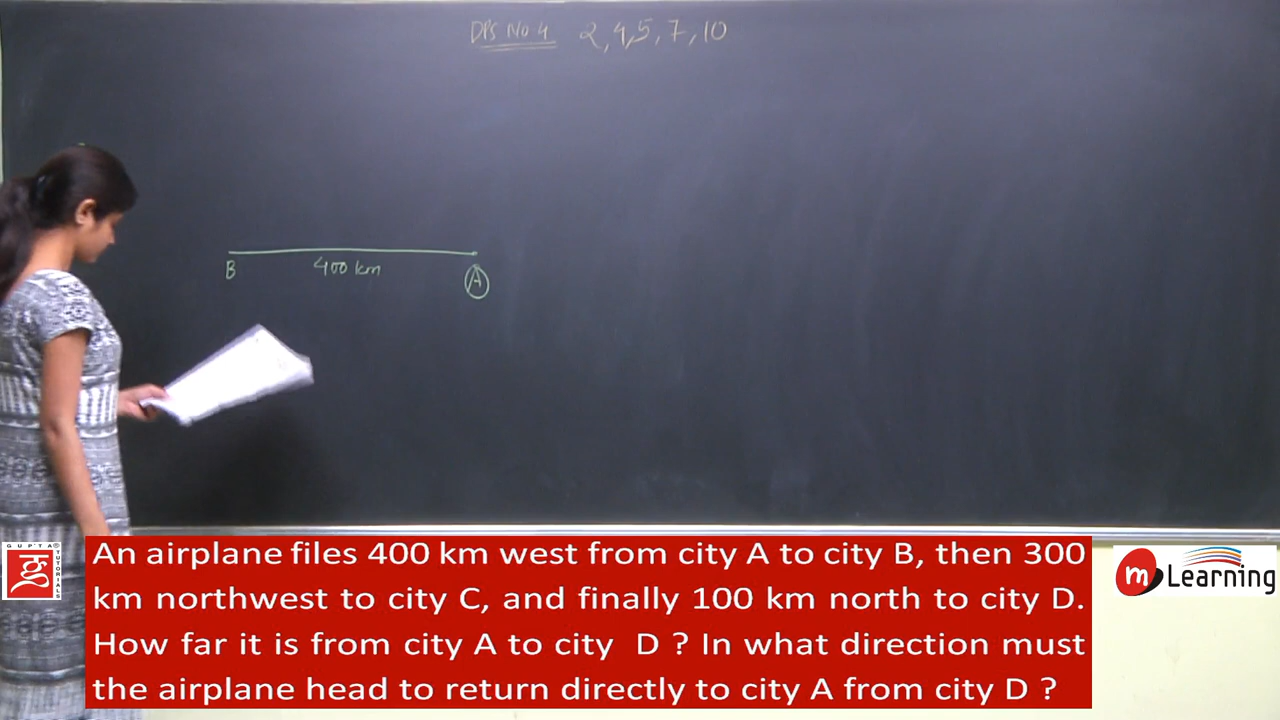 DPS No 4 2, 4, 5, 7, 10
B 400 km A
GUPTA®
TUTORIALS
An airplane files 400 km west from city A to city B, then 300
km northwest to city C, and finally 100 km north to city D.
How far it is from city A to city D ? In what direction must
the airplane head to return directly to city A from city D ?
m Learning